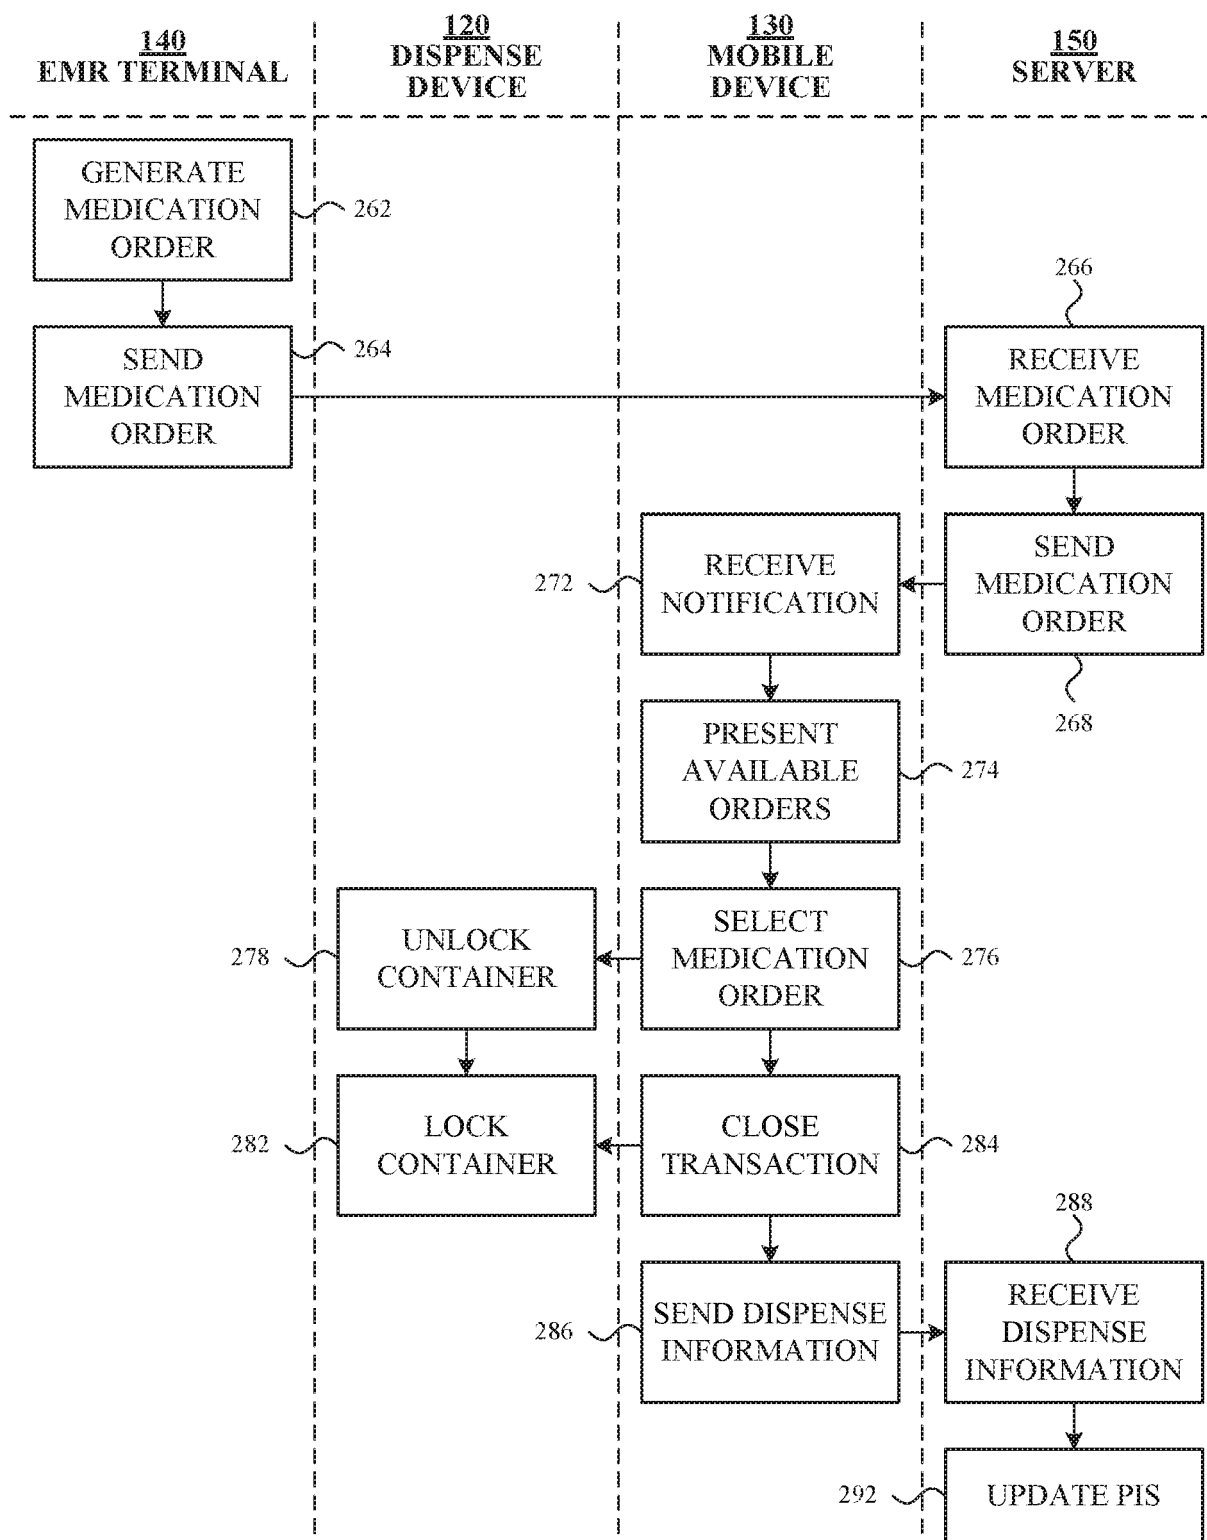 140
EMR TERMINAL
120
DISPENSE
DEVICE
130
MOBILE
DEVICE
150
SERVER
GENERATE
MEDICATION
ORDER
262
SEND
MEDICATION
ORDER
264
266
RECEIVE
MEDICATION
ORDER
272
RECEIVE
NOTIFICATION
SEND
MEDICATION
ORDER
268
PRESENT
AVAILABLE
ORDERS
274
278
UNLOCK
CONTAINER
SELECT
MEDICATION
ORDER
276
282
LOCK
CONTAINER
CLOSE
TRANSACTION
284
288
286
SEND DISPENSE
INFORMATION
RECEIVE
DISPENSE
INFORMATION
292
UPDATE PIS